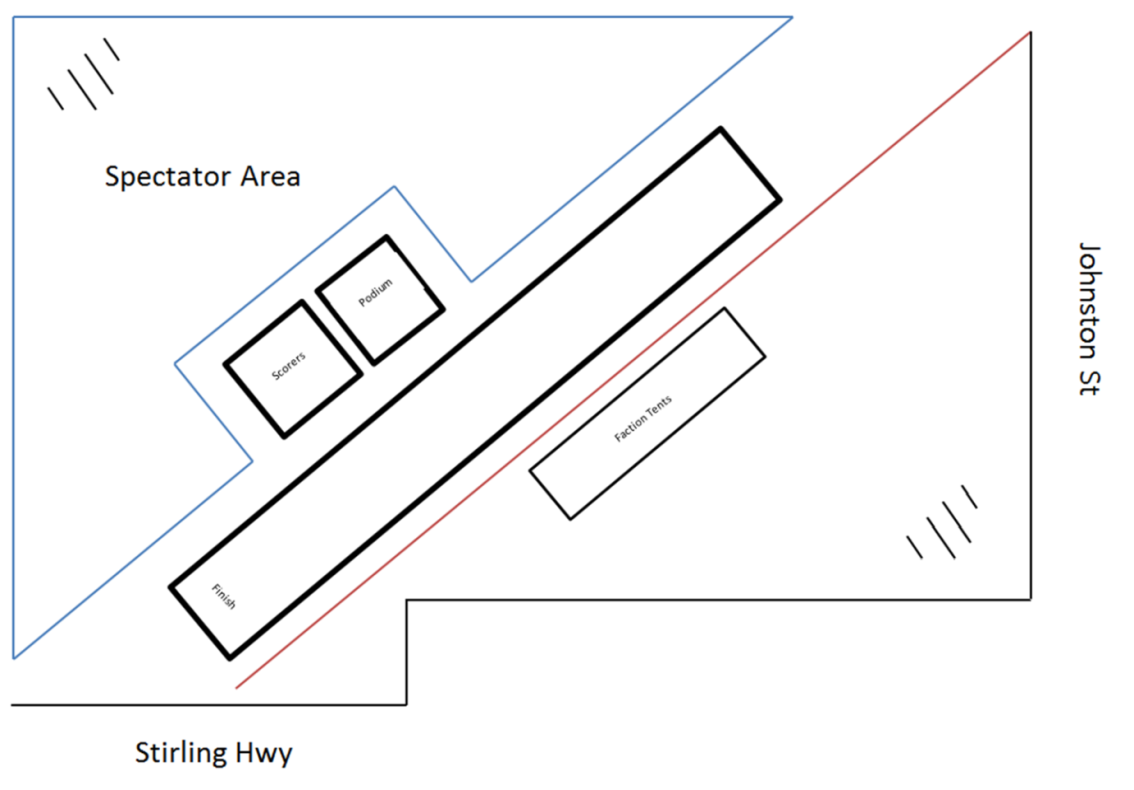 Spectator Area
Podium
Scorers
Johnston St
Faction Tents
Finish
Stirling Hwy